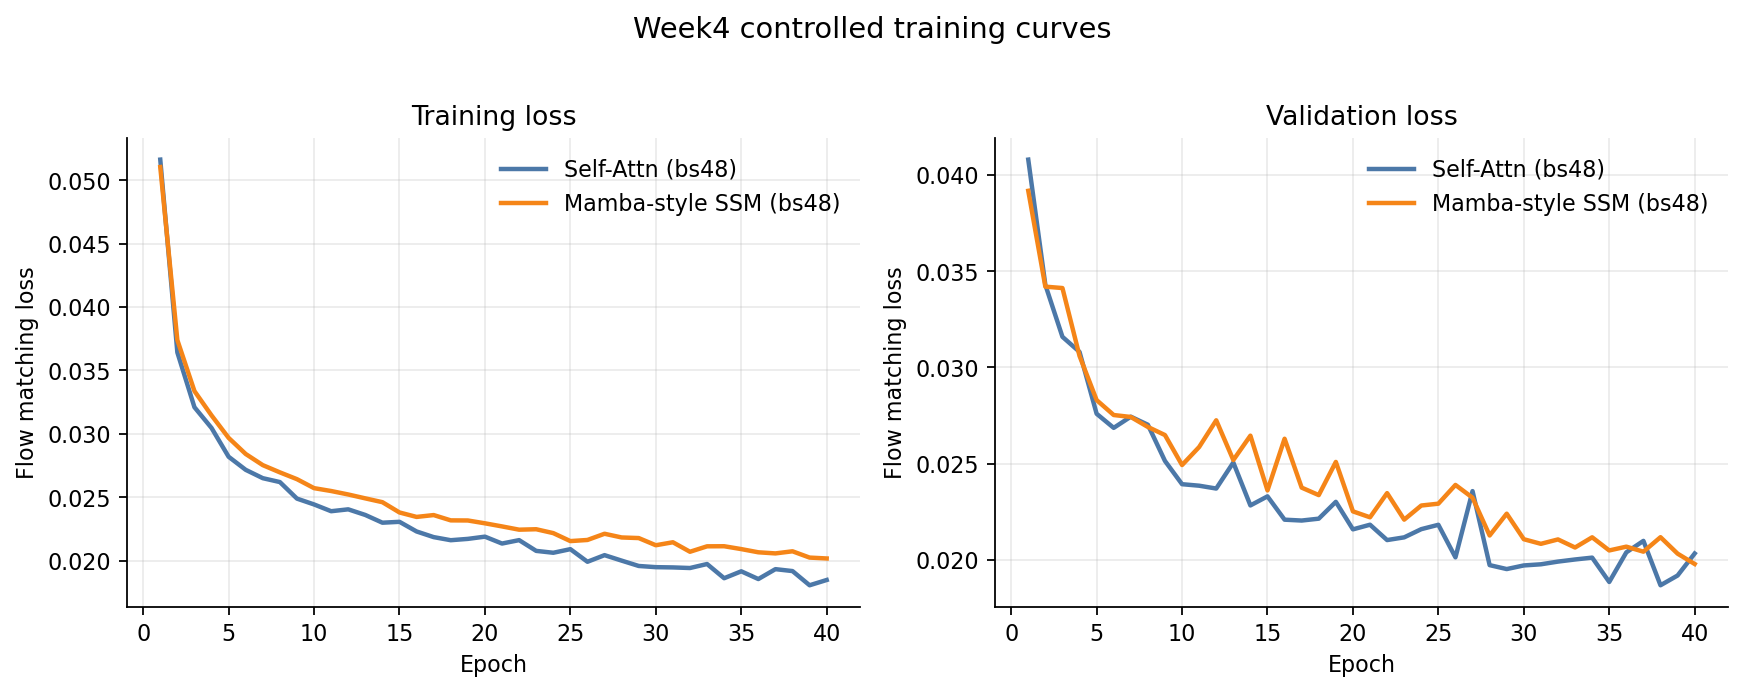 Week4 controlled training curves
Training loss
Self-Attn (bs48)
Mamba-style SSM (bs48)
Flow matching loss
0.050
0.045
0.040
0.035
0.030
0.025
0.020
0 5 10 15 20 25 30 35 40
Epoch
Validation loss
Self-Attn (bs48)
Mamba-style SSM (bs48)
Flow matching loss
0.040
0.035
0.030
0.025
0.020
0 5 10 15 20 25 30 35 40
Epoch